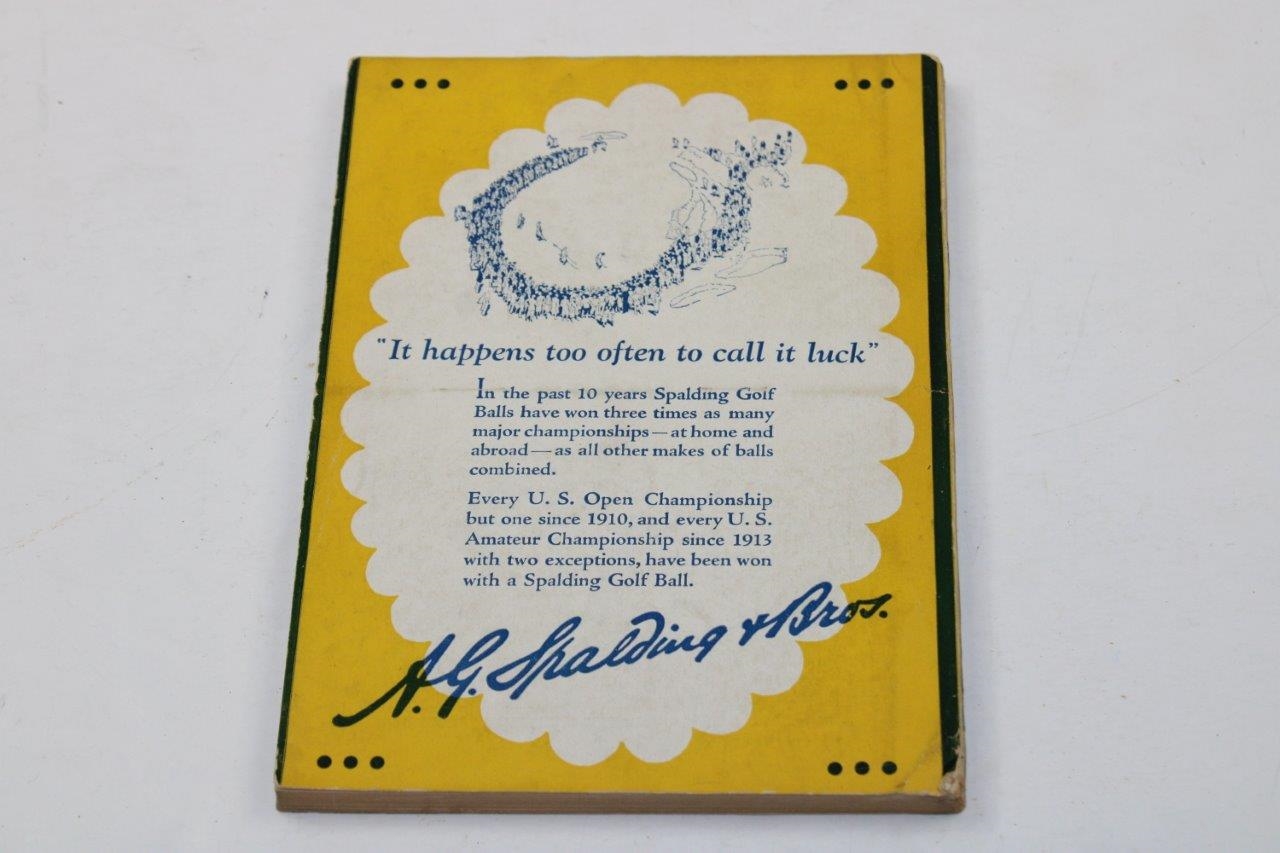 "It happens too often to call it luck"
In the past 10 years Spalding Golf
Balls have won three times as many
major championships—at home and
abroad—as all other makes of balls
combined.
Every U. S. Open Championship
but one since 1910, and every U. S.
Amateur Championship since 1913
with two exceptions, have been won
with a Spalding Golf Ball.
A. G. Spalding & Bros.